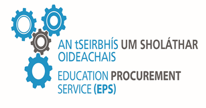 AN tSEIRBHÍS UM SHOLÁTHAR
OIDEACHAIS
EDUCATION PROCUREMENT
SERVICE (EPS)